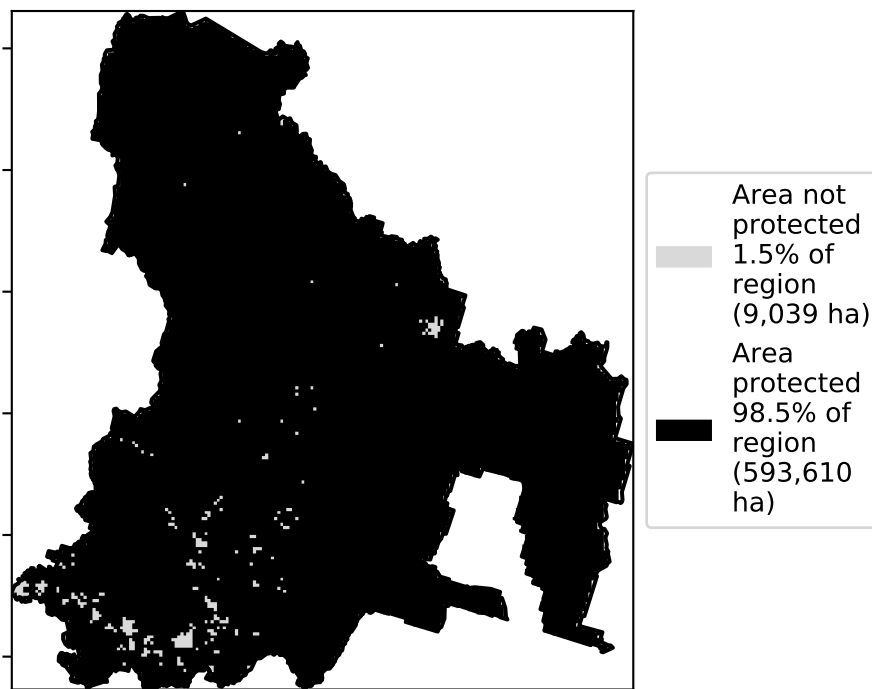 Area not
protected
1.5% of
region
(9,039 ha)
Area
protected
98.5% of
region
(593,610
ha)